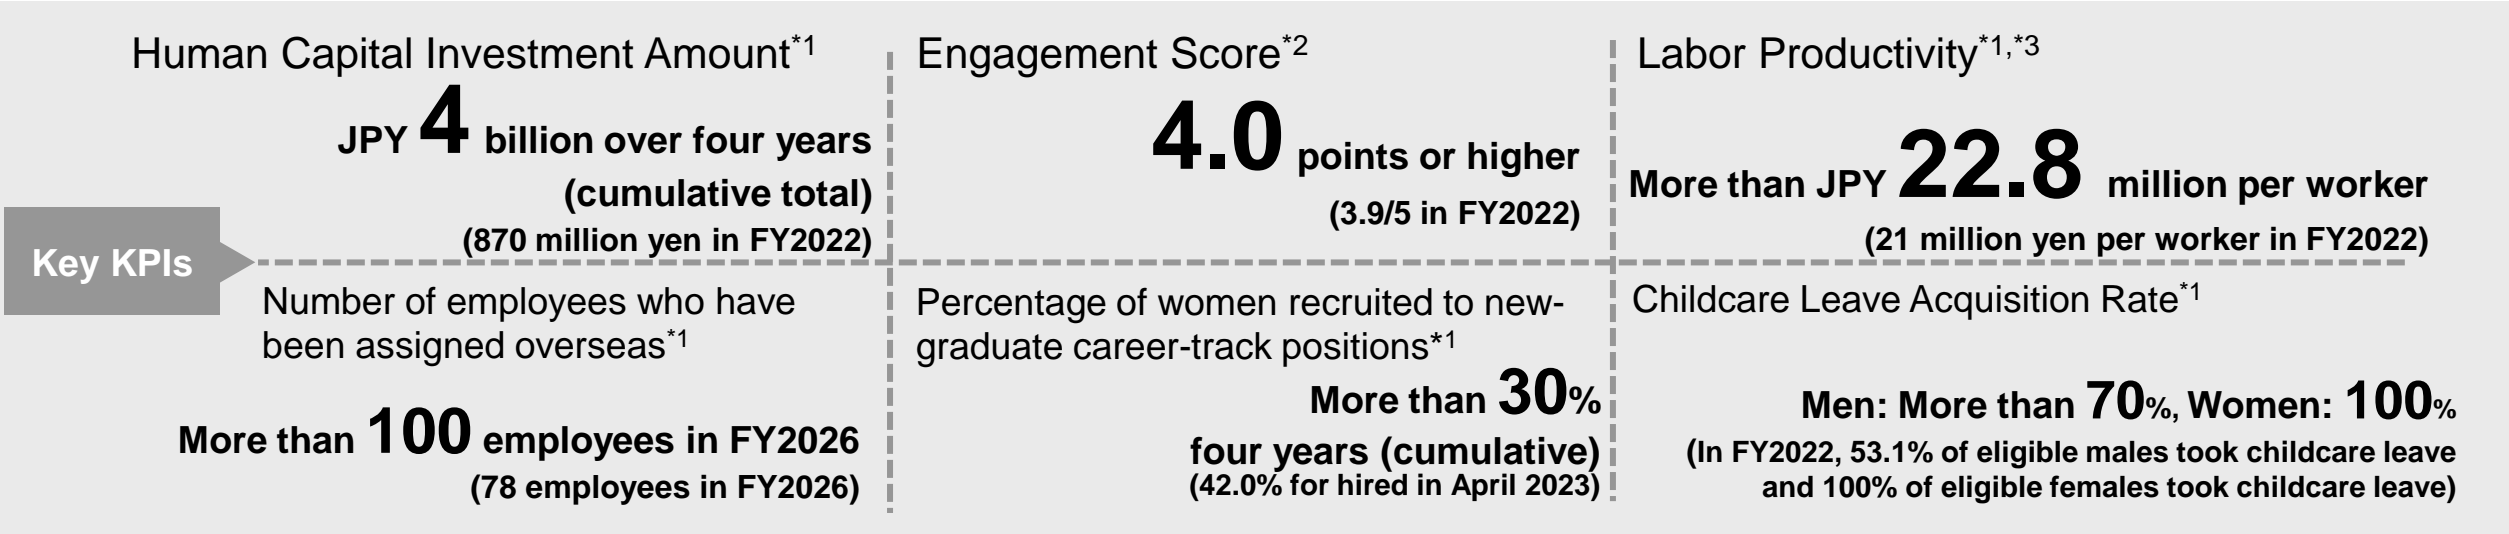 Key KPIs
Human Capital Investment Amount*1
JPY 4 billion over four years
(cumulative total)
(870 million yen in FY2022)
Engagement Score*2
4.0 points or higher
(3.9/5 in FY2022)
Labor Productivity*1,*3
More than JPY 22.8 million per worker
(21 million yen per worker in FY2022)
Number of employees who have
been assigned overseas*1
More than 100 employees in FY2026
(78 employees in FY2026)
Percentage of women recruited to new-
graduate career-track positions*1
More than 30%
four years (cumulative)
(42.0% for hired in April 2023)
Childcare Leave Acquisition Rate*1
Men: More than 70%, Women: 100%
(In FY2022, 53.1% of eligible males took childcare leave
and 100% of eligible females took childcare leave)